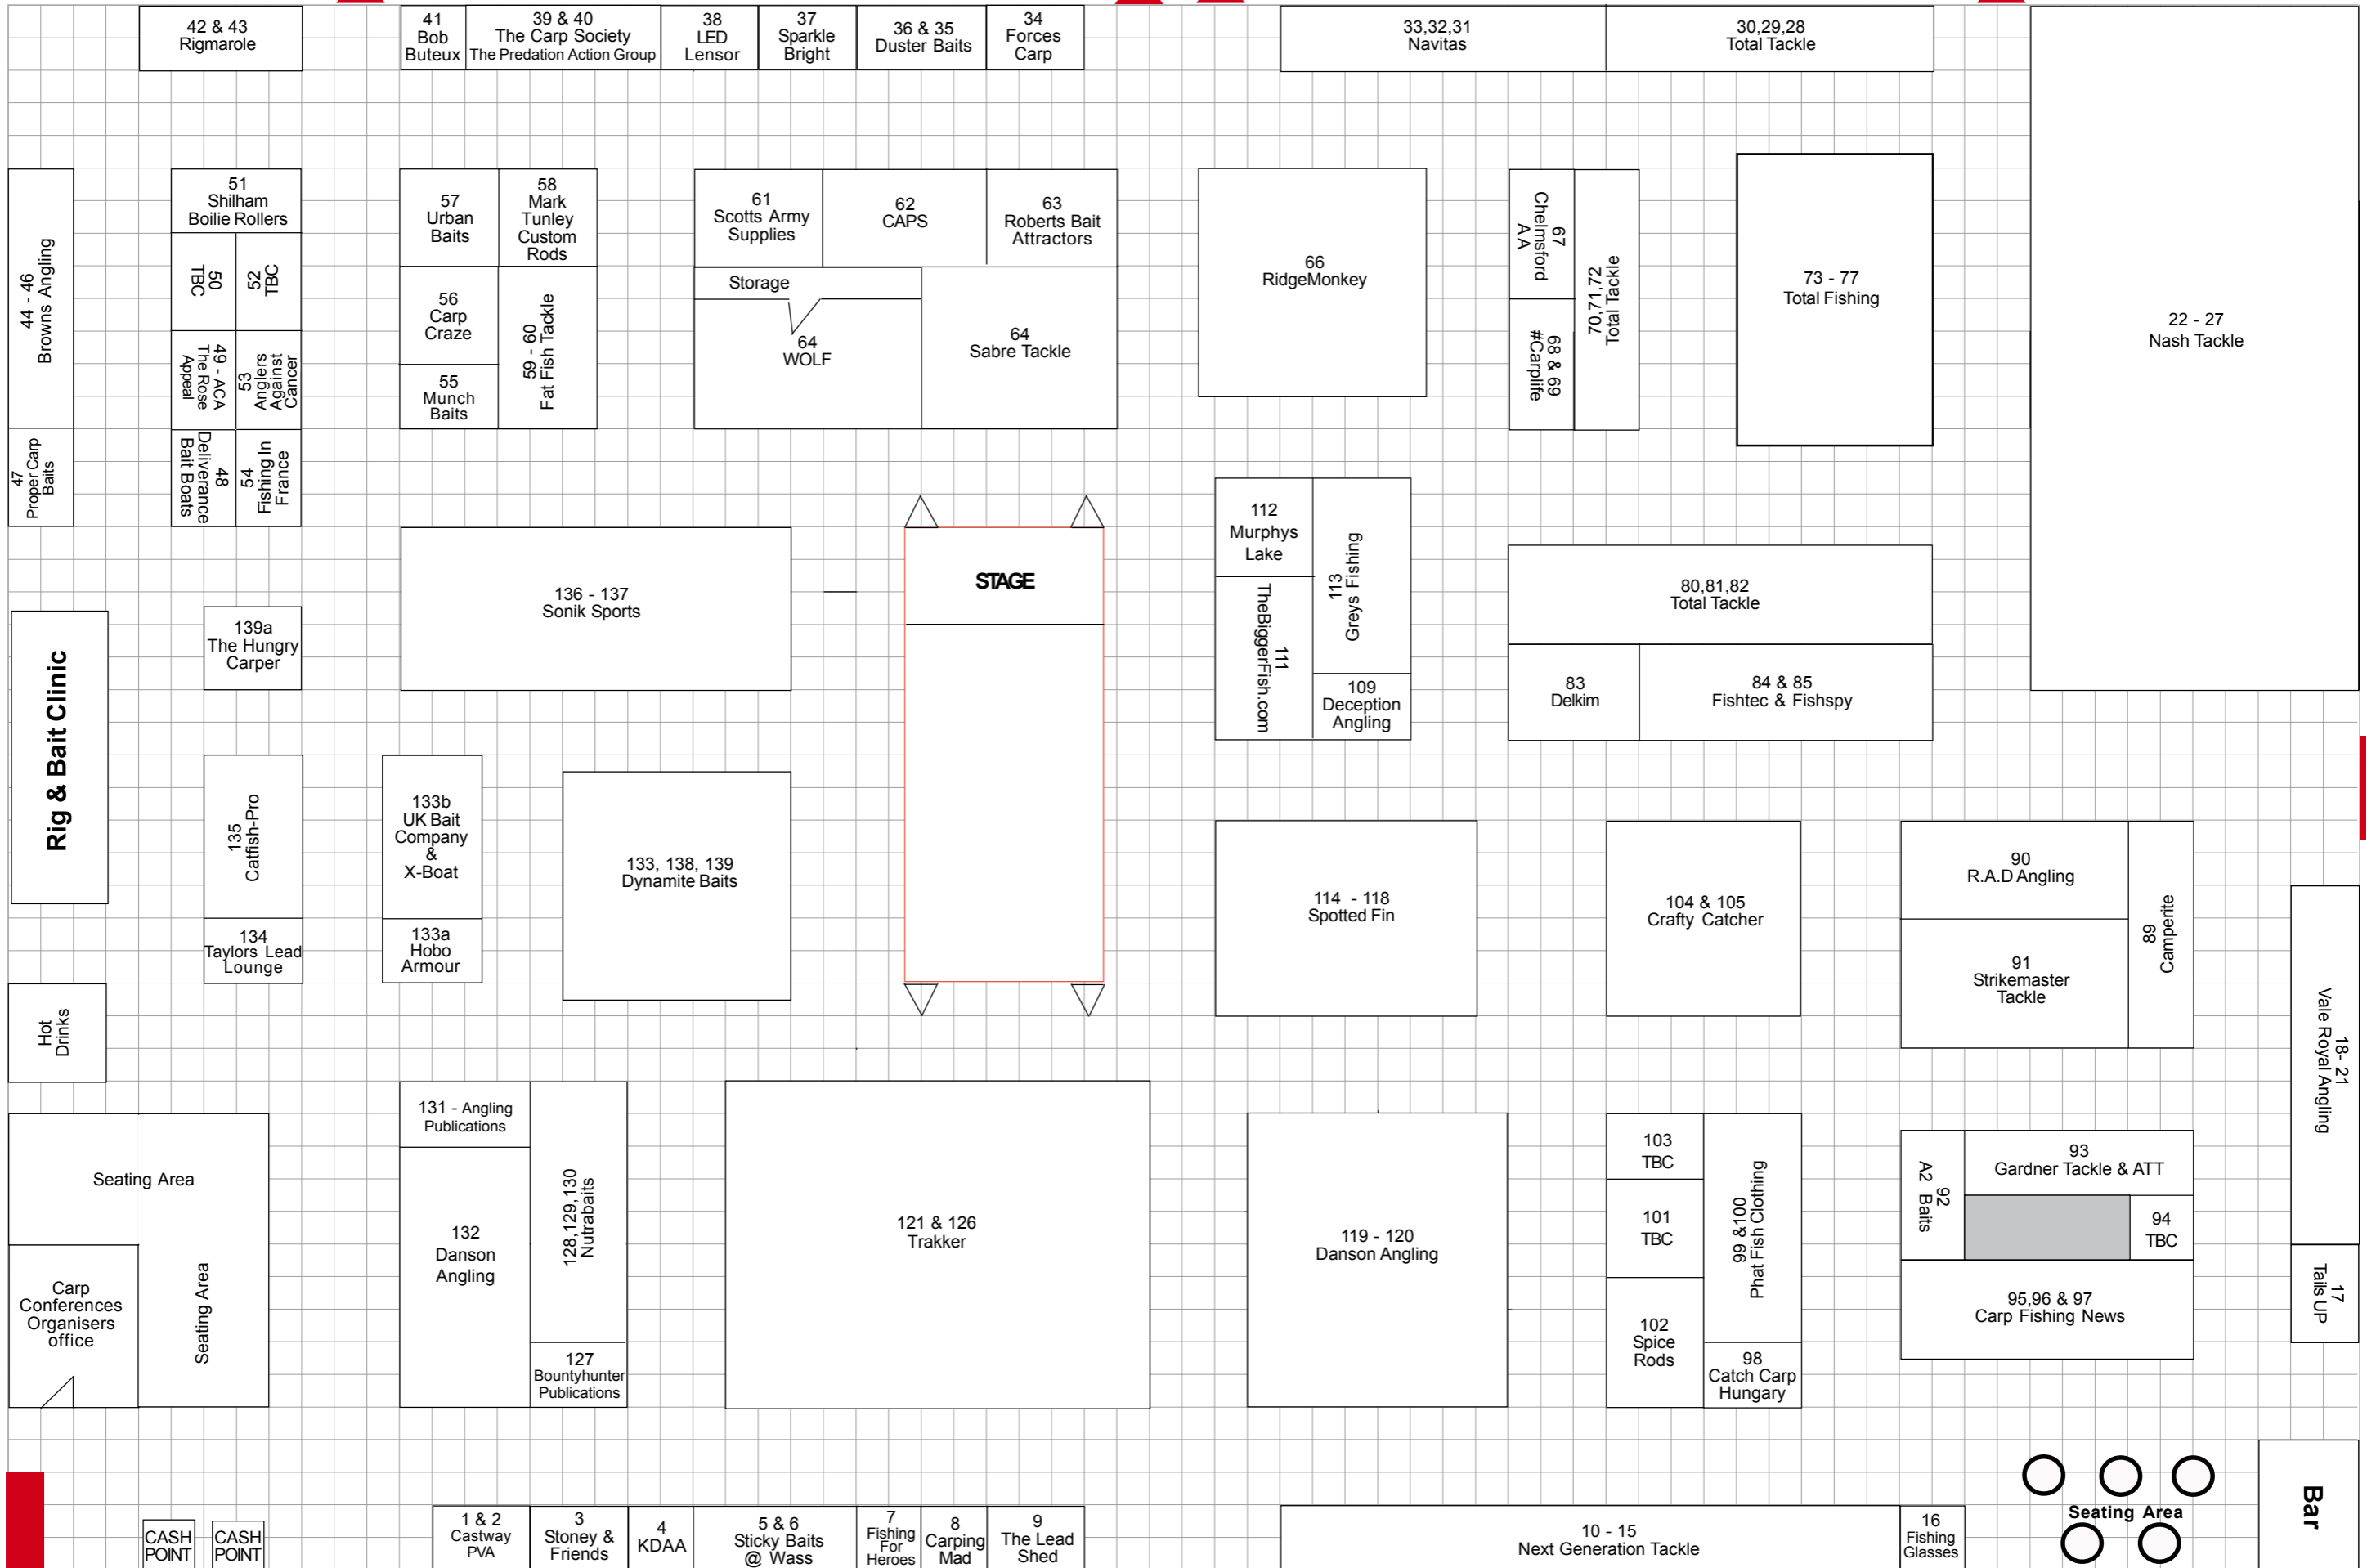 42 & 43
Rigmarole
41
Bob
Buteux
39 & 40
The Carp Society
The Predation Action Group
38
LED
Lensor
37
Sparkle
Bright
36 & 35
Duster Baits
34
Forces
Carp
33,32,31
Navitas
30,29,28
Total Tackle
44 - 46
Browns Angling
47
Proper Carp
Baits
51
Shilham
Boilie Rollers
50
TBC
52
TBC
49 - ACA
The Rose
Appeal
53
Anglers
Against
Cancer
48
Deliverance
Bait Boats
54
Fishing In
France
57
Urban
Baits
58
Mark
Tunley
Custom
Rods
56
Carp
Craze
55
Munch
Baits
59 - 60
Fat Fish Tackle
61
Scotts Army
Supplies
62
CAPS
63
Roberts Bait
Attractors
Storage
64
WOLF
64
Sabre Tackle
66
RidgeMonkey
67
Chelmsford
A A
68 & 69
#Carplife
70,71,72
Total Tackle
73 - 77
Total Fishing
22 - 27
Nash Tackle
136 - 137
Sonik Sports
STAGE
112
Murphys
Lake
113
Greys Fishing
111
TheBiggerFish.com
109
Deception
Angling
80,81,82
Total Tackle
83
Delkim
84 & 85
Fishtec & Fishspy
Rig & Bait Clinic
139a
The Hungry
Carper
135
Catfish-Pro
134
Taylors Lead
Lounge
133b
UK Bait
Company
&
X-Boat
133a
Hobo
Armour
133, 138, 139
Dynamite Baits
114 - 118
Spotted Fin
104 & 105
Crafty Catcher
90
R.A.D Angling
91
Strikemaster
Tackle
89
Camperite
18- 21
Vale Royal Angling
17
Tails UP
Hot
Drinks
Seating Area
Seating Area
Carp
Conferences
Organisers
office
131 - Angling
Publications
132
Danson
Angling
128,129,130
Nutrabaits
127
Bountyhunter
Publications
121 & 126
Trakker
119 - 120
Danson Angling
103
TBC
101
TBC
102
Spice
Rods
99 &100
Phat Fish Clothing
98
Catch Carp
Hungary
92
A2 Baits
93
Gardner Tackle & ATT
94
TBC
95,96 & 97
Carp Fishing News
CASH
POINT
CASH
POINT
1 & 2
Castway
PVA
3
Stoney &
Friends
4
KDAA
5 & 6
Sticky Baits
@ Wass
7
Fishing
For
Heroes
8
Carping
Mad
9
The Lead
Shed
10 - 15
Next Generation Tackle
16
Fishing
Glasses
Seating Area
Bar